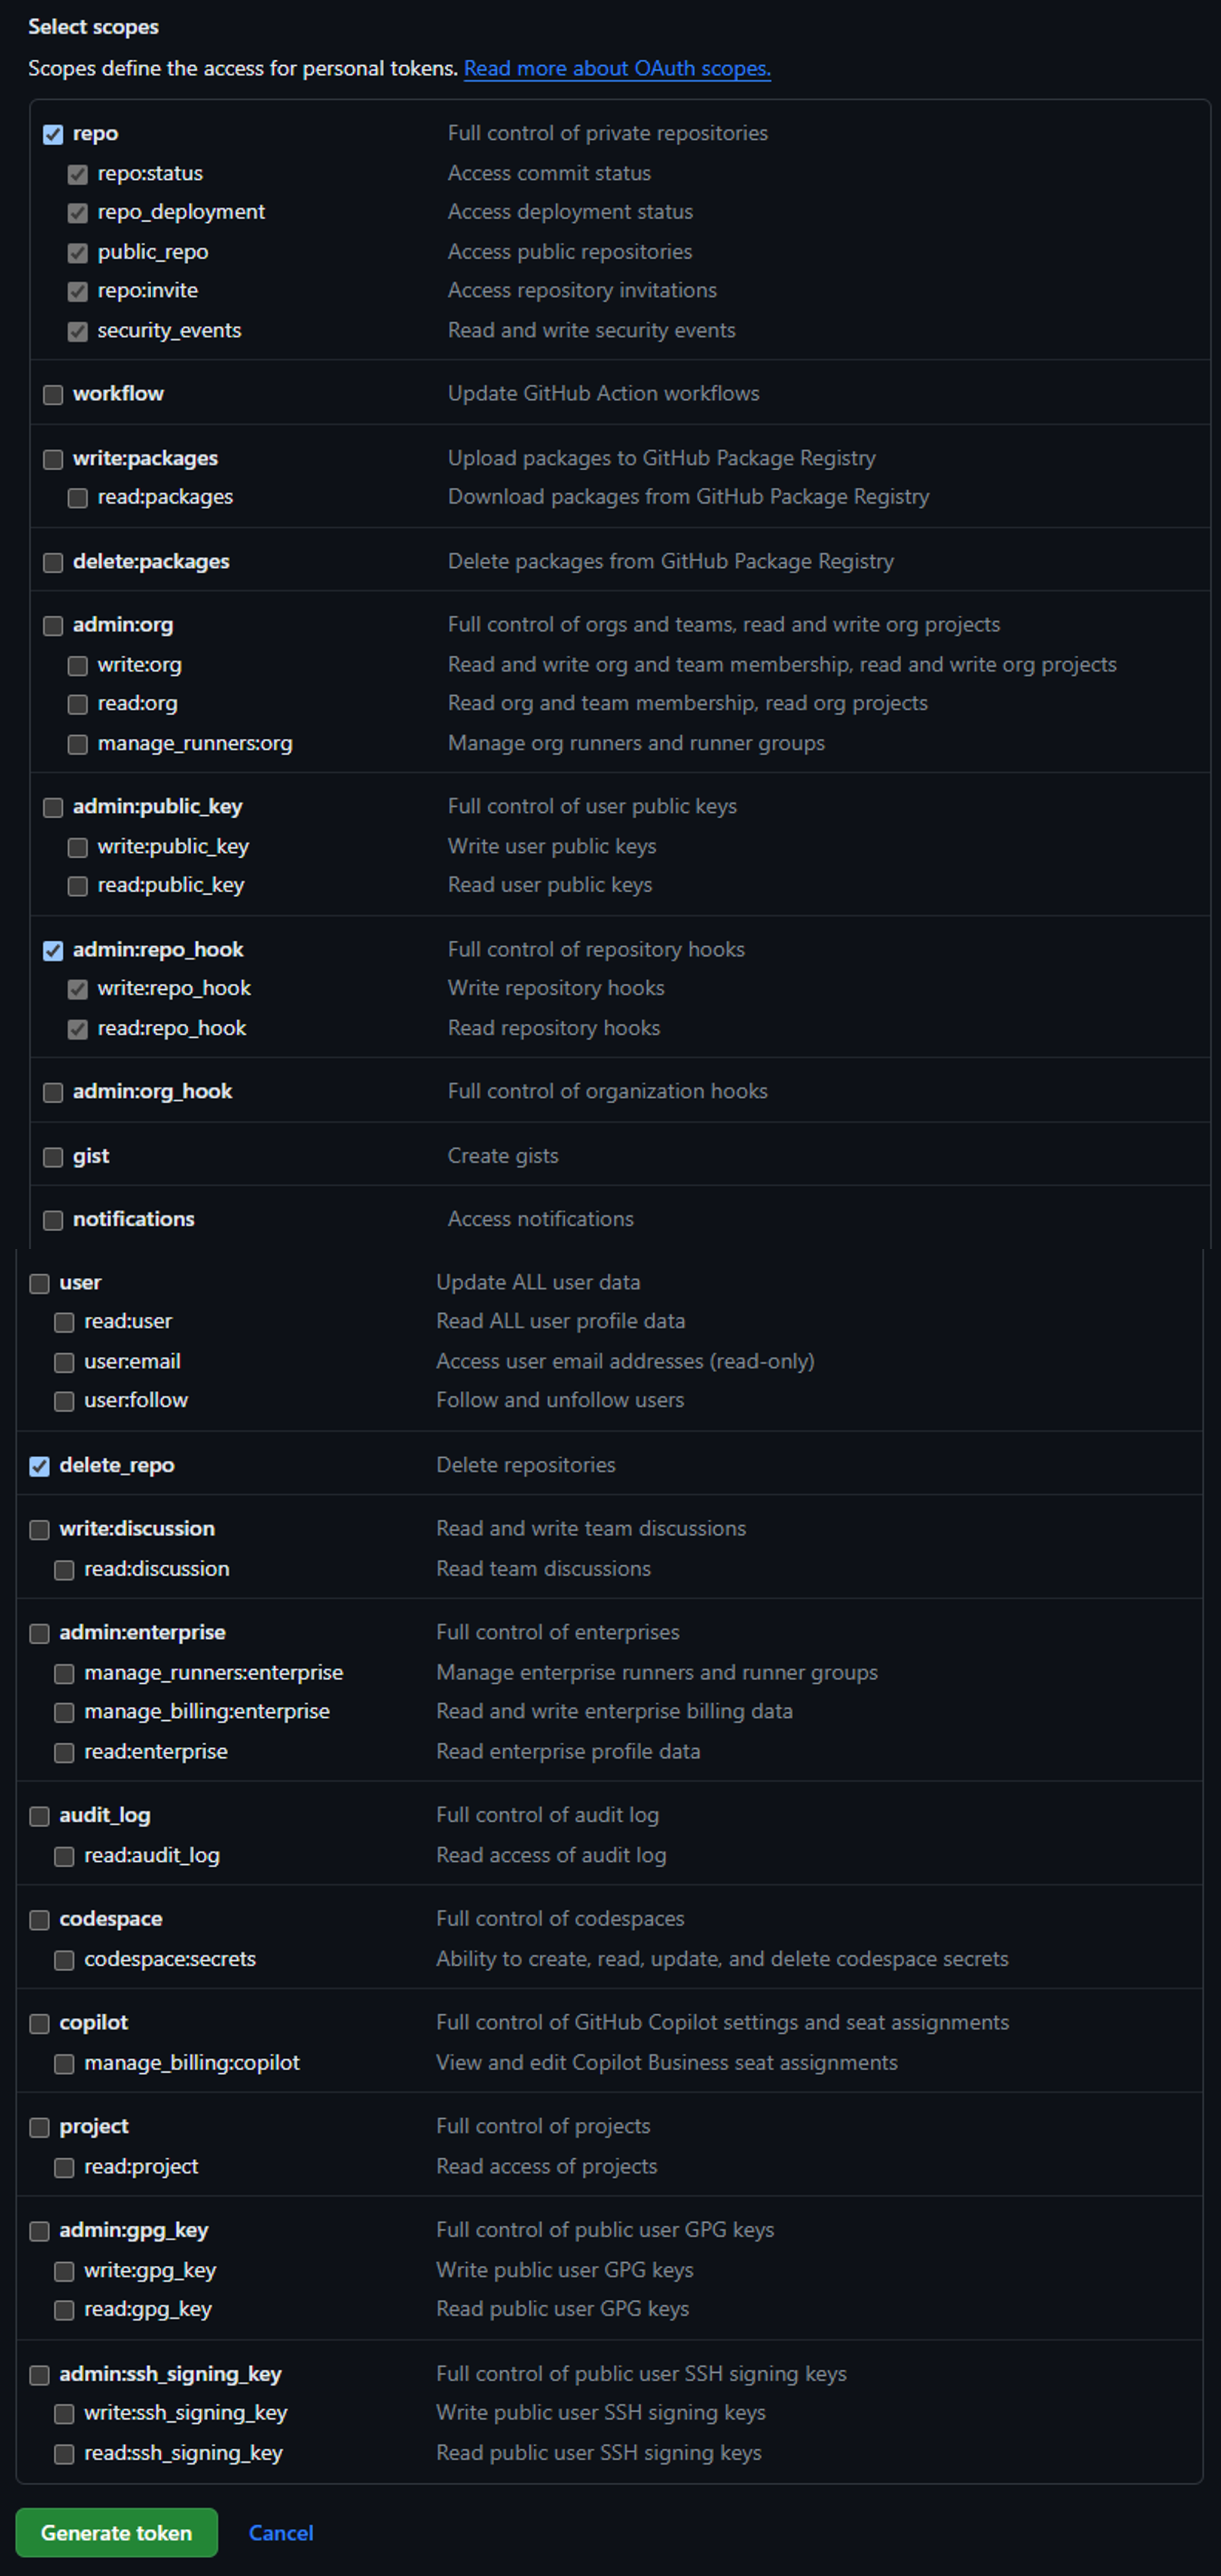 Select scopes
Scopes define the access for personal tokens. Read more about OAuth scopes.
repo Full control of private repositories
repo:status Access commit status
repo_deployment Access deployment status
public_repo Access public repositories
repo:invite Access repository invitations
security_events Read and write security events
workflow Update GitHub Action workflows
write:packages Upload packages to GitHub Package Registry
read:packages Download packages from GitHub Package Registry
delete:packages Delete packages from GitHub Package Registry
admin:org Full control of orgs and teams, read and write org projects
write:org Read and write org and team membership, read and write org projects
read:org Read org and team membership, read org projects
manage_runners:org Manage org runners and runner groups
admin:public_key Full control of user public keys
write:public_key Write user public keys
read:public_key Read user public keys
admin:repo_hook Full control of repository hooks
write:repo_hook Write repository hooks
read:repo_hook Read repository hooks
admin:org_hook Full control of organization hooks
gist Create gists
notifications Access notifications
user Update ALL user data
read:user Read ALL user profile data
user:email Access user email addresses (read-only)
user:follow Follow and unfollow users
delete_repo Delete repositories
write:discussion Read and write team discussions
read:discussion Read team discussions
admin:enterprise Full control of enterprises
manage_runners:enterprise Manage enterprise runners and runner groups
manage_billing:enterprise Read and write enterprise billing data
read:enterprise Read enterprise profile data
audit_log Full control of audit log
read:audit_log Read access of audit log
codespace Full control of codespaces
codespace:secrets Ability to create, read, update, and delete codespace secrets
copilot Full control of GitHub Copilot settings and seat assignments
manage_billing:copilot View and edit Copilot Business seat assignments
project Full control of projects
read:project Read access of projects
admin:gpg_key Full control of public user GPG keys
write:gpg_key Write public user GPG keys
read:gpg_key Read public user GPG keys
admin:ssh_signing_key Full control of public user SSH signing keys
write:ssh_signing_key Write public user SSH signing keys
read:ssh_signing_key Read public user SSH signing keys
Generate token Cancel